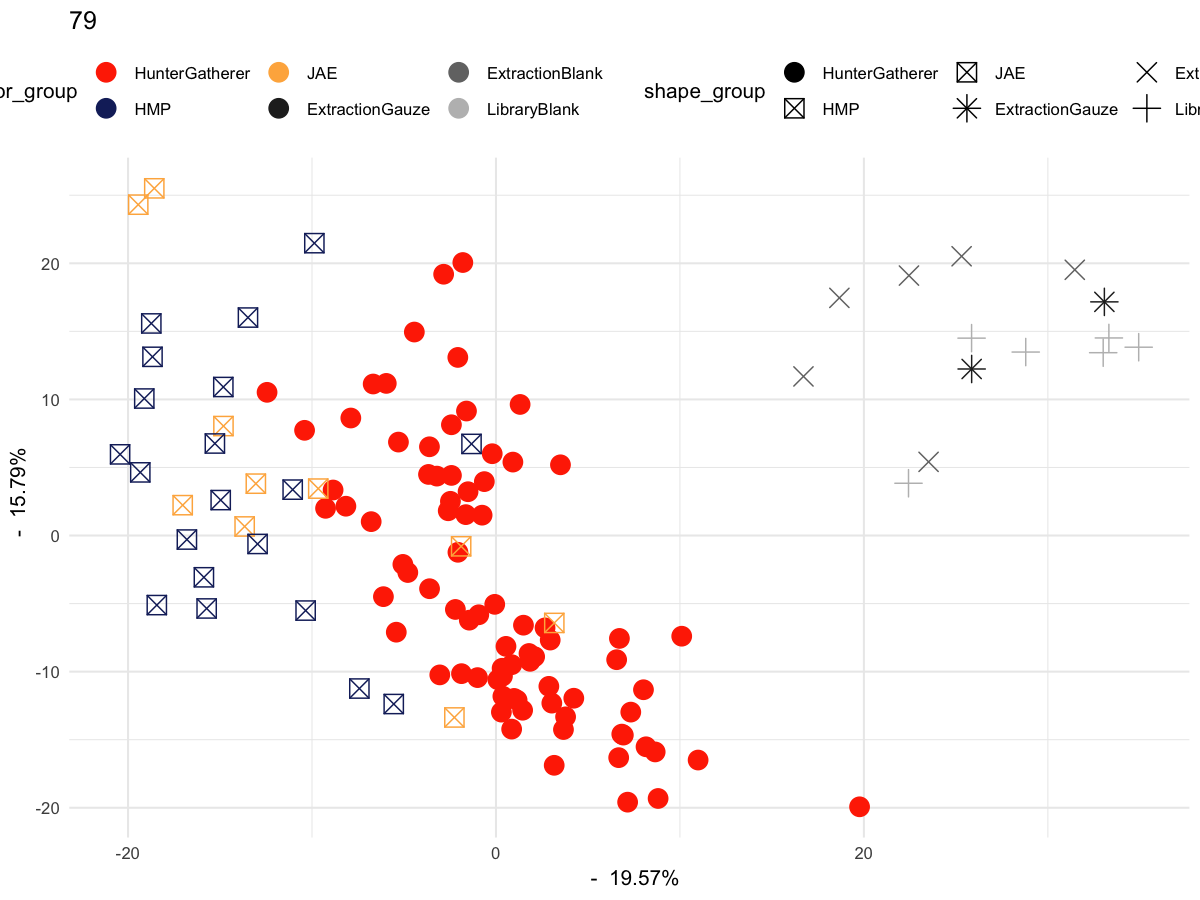 79
or_group
HunterGatherer
JAE
ExtractionBlank
HMP
ExtractionGauze
LibraryBlank
shape_group
HunterGatherer
JAE
Ext
HMP
ExtractionGauze
Libr
20
10
0
-10
-20
-20
0
20
- 15.79%
- 19.57%